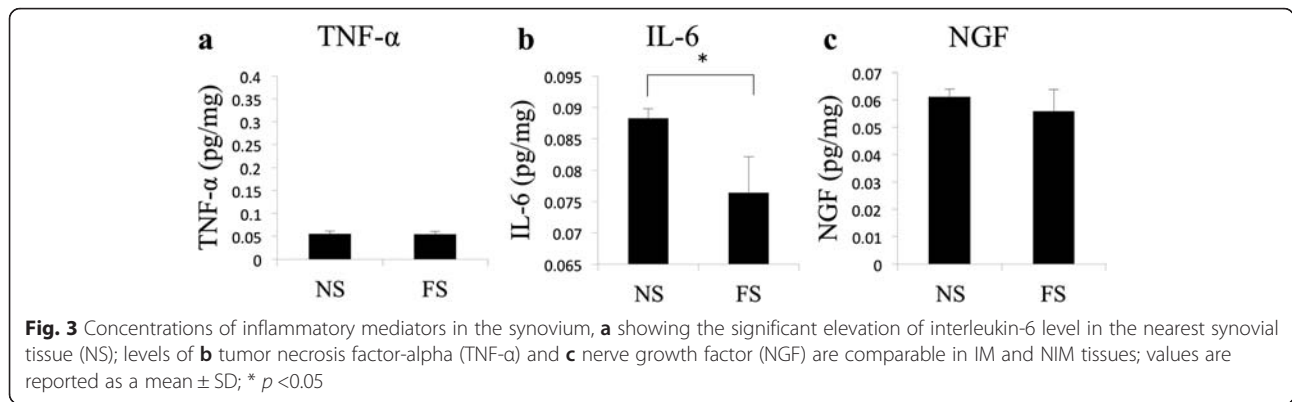 a TNF-α
b IL-6
c NGF
TNF-α (pg/mg)
0.4
0.35
0.3
0.25
0.2
0.15
0.1
0.05
0
NS FS
IL-6 (pg/mg)
0.095
0.09
0.085
0.08
0.075
0.07
0.065
*
NS FS
NGF (pg/mg)
0.07
0.06
0.05
0.04
0.03
0.02
0.01
0
NS FS
Fig. 3 Concentrations of inflammatory mediators in the synovium, a showing the significant elevation of interleukin-6 level in the nearest synovial
tissue (NS); levels of b tumor necrosis factor-alpha (TNF-α) and c nerve growth factor (NGF) are comparable in IM and NIM tissues; values are
reported as a mean ± SD; * p <0.05